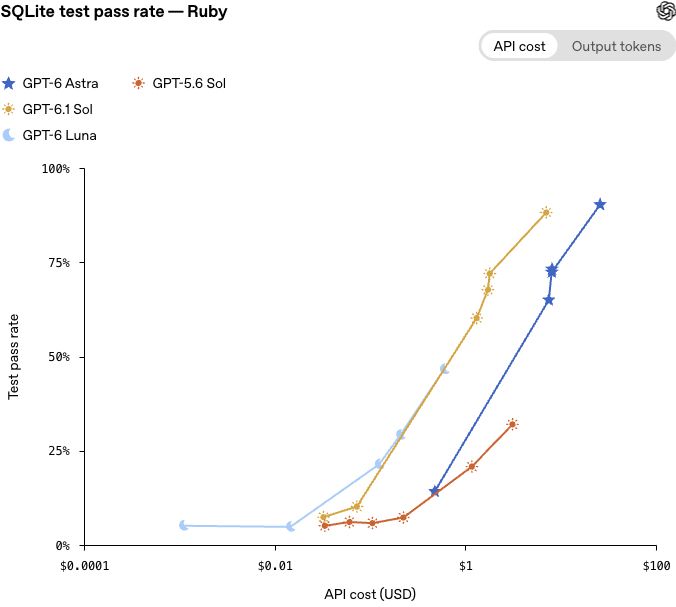 SQLite test pass rate — Ruby
API cost Output tokens
GPT-6 Astra GPT-5.6 Sol
GPT-6.1 Sol
GPT-6 Luna
100%
75%
50%
25%
0%
Test pass rate
$0.0001 $0.01 $1 $100
API cost (USD)